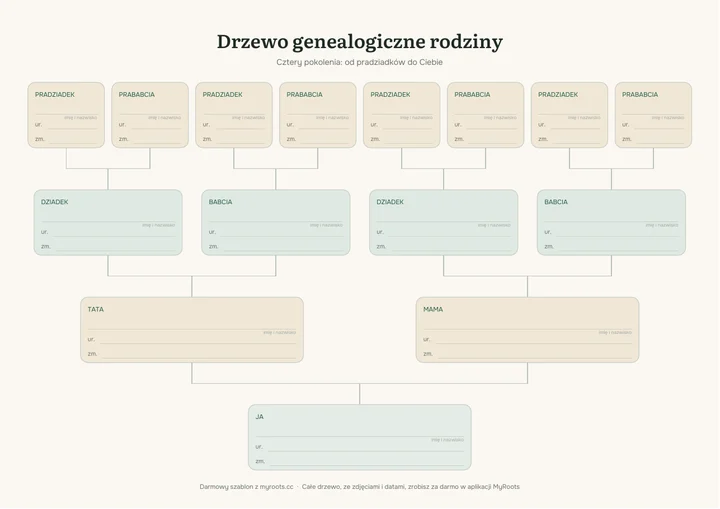 Drzewo genealogiczne rodziny
Cztery pokolenia: od pradziadków do Ciebie
PRADZIADEK
imię i nazwisko
ur.
zm.
PRABABCIA
imię i nazwisko
ur.
zm.
PRADZIADEK
imię i nazwisko
ur.
zm.
PRABABCIA
imię i nazwisko
ur.
zm.
PRADZIADEK
imię i nazwisko
ur.
zm.
PRABABCIA
imię i nazwisko
ur.
zm.
PRADZIADEK
imię i nazwisko
ur.
zm.
PRABABCIA
imię i nazwisko
ur.
zm.
DZIADEK
imię i nazwisko
ur.
zm.
BABCIA
imię i nazwisko
ur.
zm.
DZIADEK
imię i nazwisko
ur.
zm.
BABCIA
imię i nazwisko
ur.
zm.
TATA
imię i nazwisko
ur.
zm.
MAMA
imię i nazwisko
ur.
zm.
JA
imię i nazwisko
ur.
zm.
Darmowy szablon z myroots.cc · Całe drzewo, ze zdjęciami i datami, zrobisz za darmo w aplikacji MyRoots